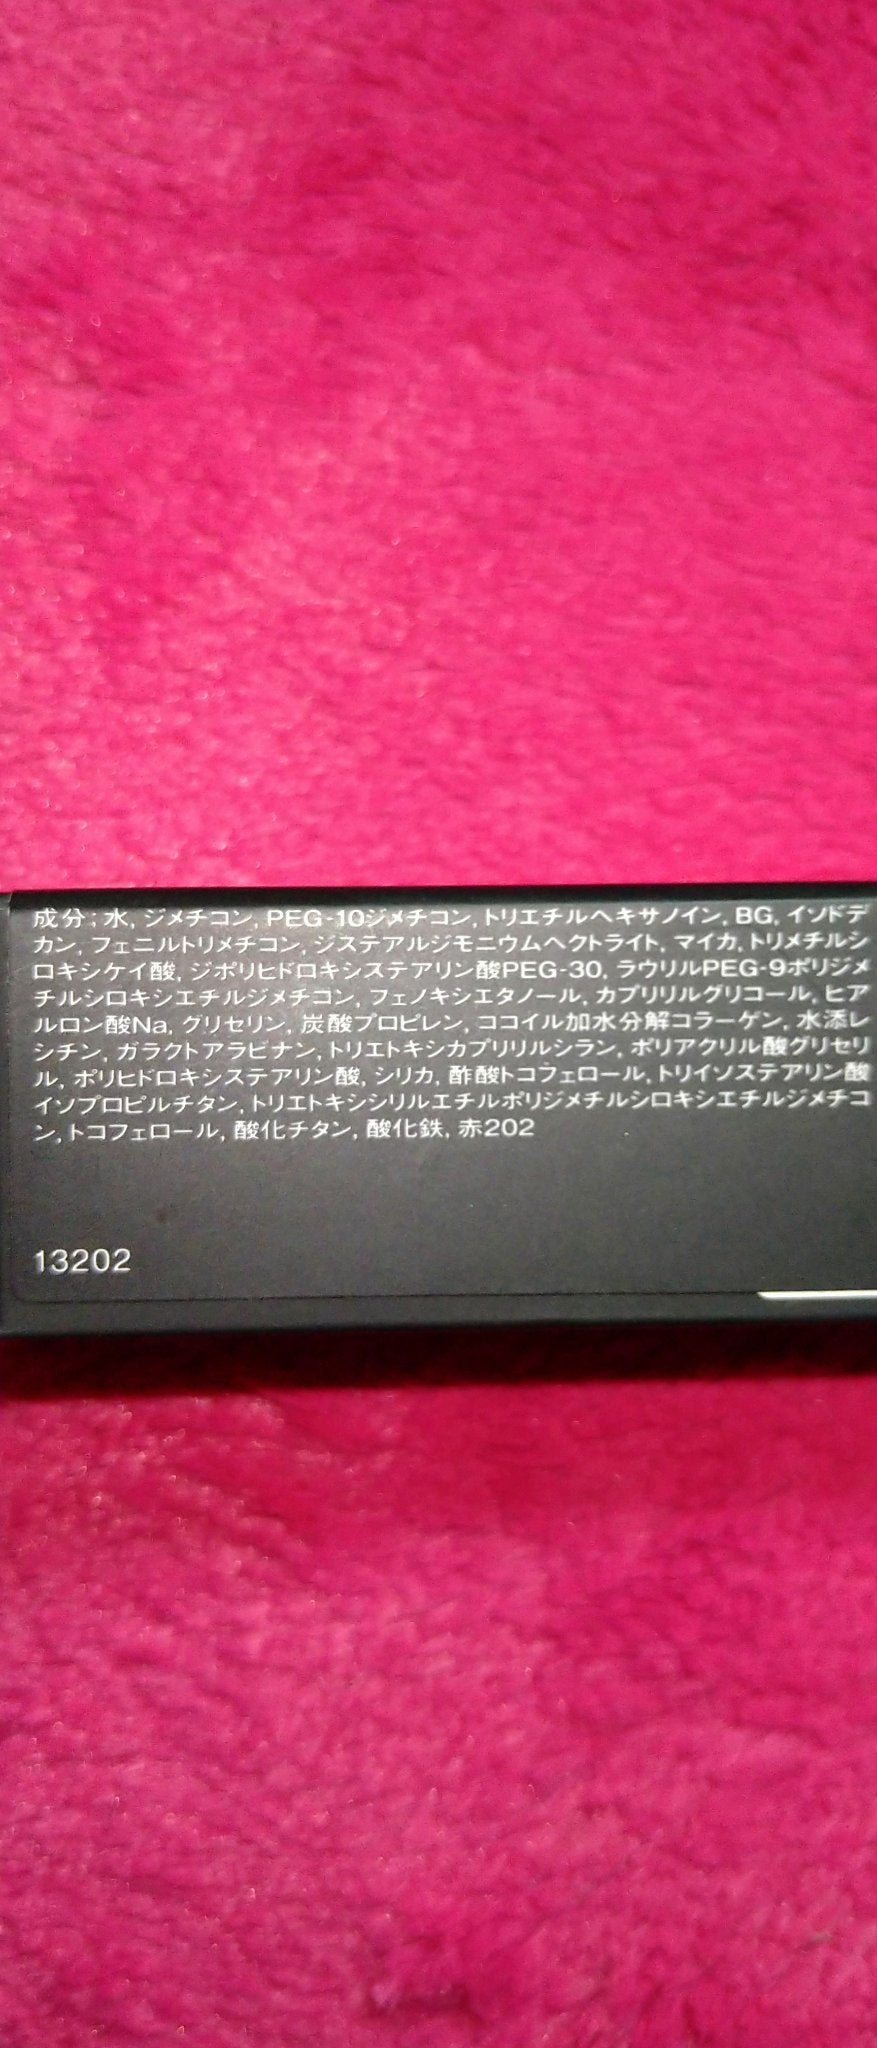 成分;水, ジメチコン, PEG-10ジメチコン, トリエチルヘキサノイン, BG, イソドデ
カン, フェニルトリメチコン, ジステアルジモニウムヘクトライト, マイカ, トリメチルシ
ロキシケイ酸, ジポリヒドロキシステアリン酸PEG-30, ラウリルPEG-9ポリジメ
チルシロキシエチルジメチコン, フェノキシエタノール, カプリリルグリコール, ヒア
ルロン酸Na, グリセリン, 炭酸プロピレン, ココイル加水分解コラーゲン, 水添レ
シチン, ガラクトアラビナン, トリエトキシカプリリルシラン, ポリアクリル酸グリセリ
ル, ポリヒドロキシステアリン酸, シリカ, 酢酸トコフェロール, トリイソステアリン酸
イソプロピルチタン, トリエトキシシリルエチルポリジメチルシロキシエチルジメチコ
ン, トコフェロール, 酸化チタン, 酸化鉄, 赤202
13202